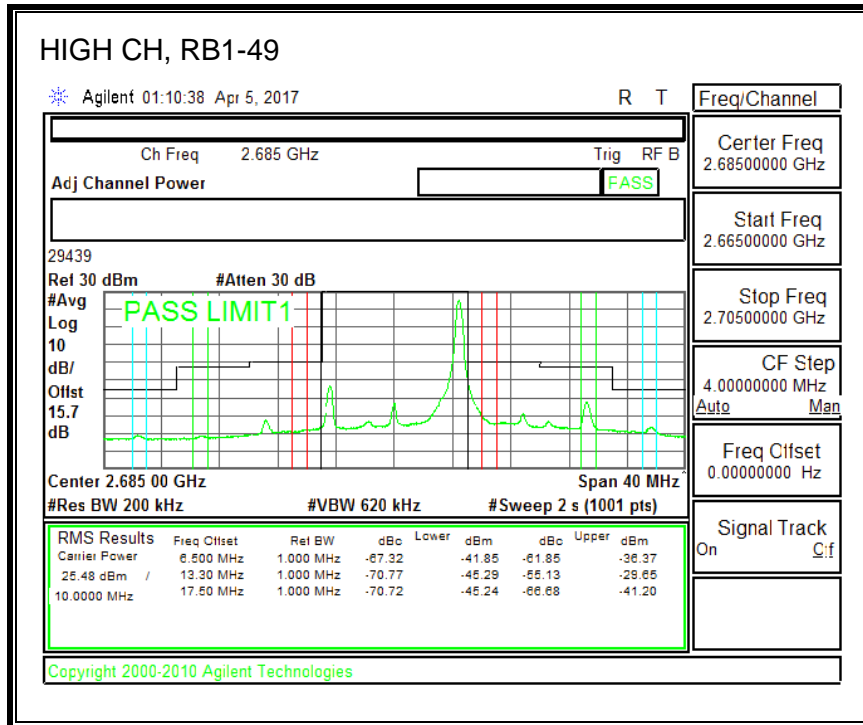 HIGH CH, RB1-49
Agilent 01:10:38 Apr 5, 2017 R T
Ch Freq 2.685 GHz Trig RF B
Adj Channel Power
PASS
29439
Ref 30 dBm #Atten 30 dB
#Avg
Log
10
dB/
Offst
15.7
dB
PASS LIMIT1
Center 2.685 00 GHz Span 40 MHz
#Res BW 200 kHz #VBW 620 kHz #Sweep 2 s (1001 pts)
RMS Results Freq Offset Ref BW dBc Lower dBm dBc Upper dBm
Carrier Power 6.500 MHz 1.000 MHz -67.32 -41.85 -61.85 -36.37
25.48 dBm / 13.30 MHz 1.000 MHz -70.77 -45.29 -55.13 -29.65
10.0000 MHz 17.50 MHz 1.000 MHz -70.72 -45.24 -66.68 -41.20
Copyright 2000-2010 Agilent Technologies
Freq/Channel
Center Freq
2.68500000 GHz
Start Freq
2.66500000 GHz
Stop Freq
2.70500000 GHz
CF Step
4.00000000 MHz
Auto Man
Freq Offset
0.00000000 Hz
Signal Track
On Off